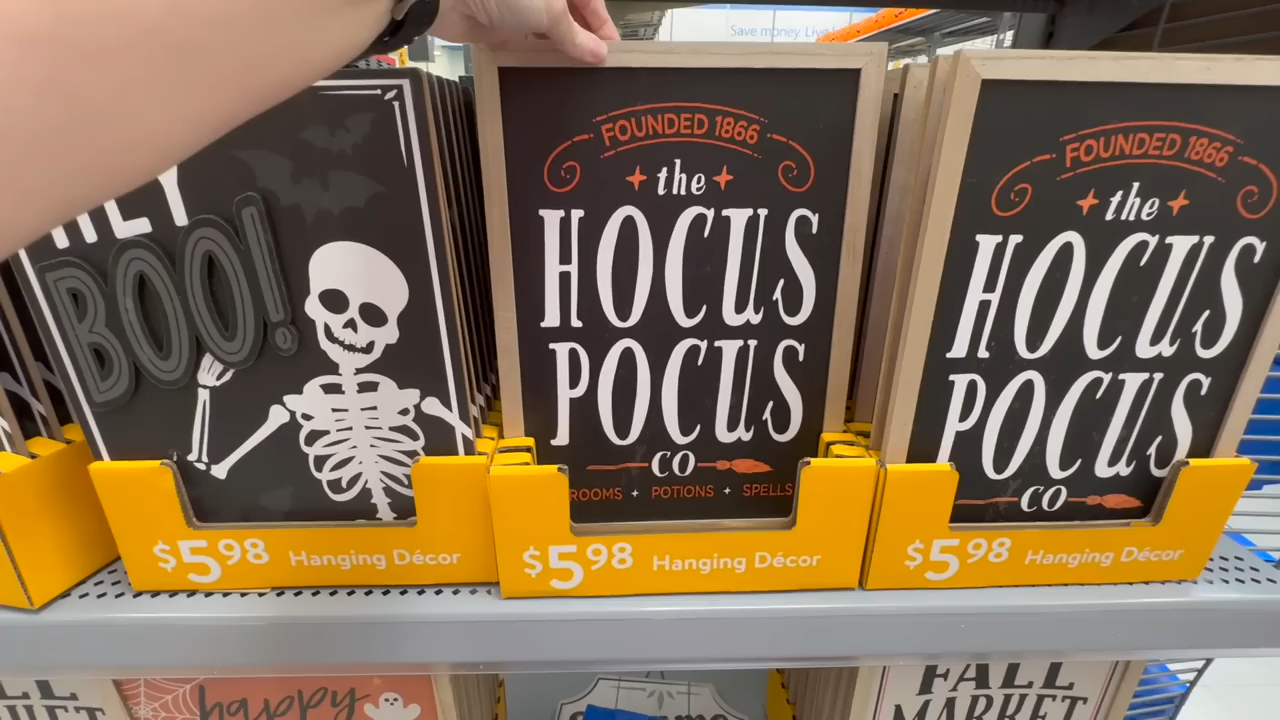 Save money. Live
HEY
BOO!
FOUNDED 1866
the
HOCUS
POCUS
CO
ROOMS + POTIONS + SPELLS
FOUNDED 1866
the
HOCUS
POCUS
CO
$5.98 Hanging Décor
$5.98 Hanging Décor
$5.98 Hanging Décor
happy
FALL
MARKET